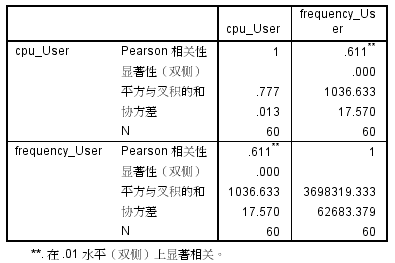 cpu_User frequency_User
cpu_User Pearson 相关性 1 .611**
显著性（双侧） .000
平方与叉积的和 .777 1036.633
协方差 .013 17.570
N 60 60
frequency_User Pearson 相关性 .611** 1
显著性（双侧） .000
平方与叉积的和 1036.633 3698319.333
协方差 17.570 62683.379
N 60 60
**. 在 .01 水平（双侧）上显著相关。